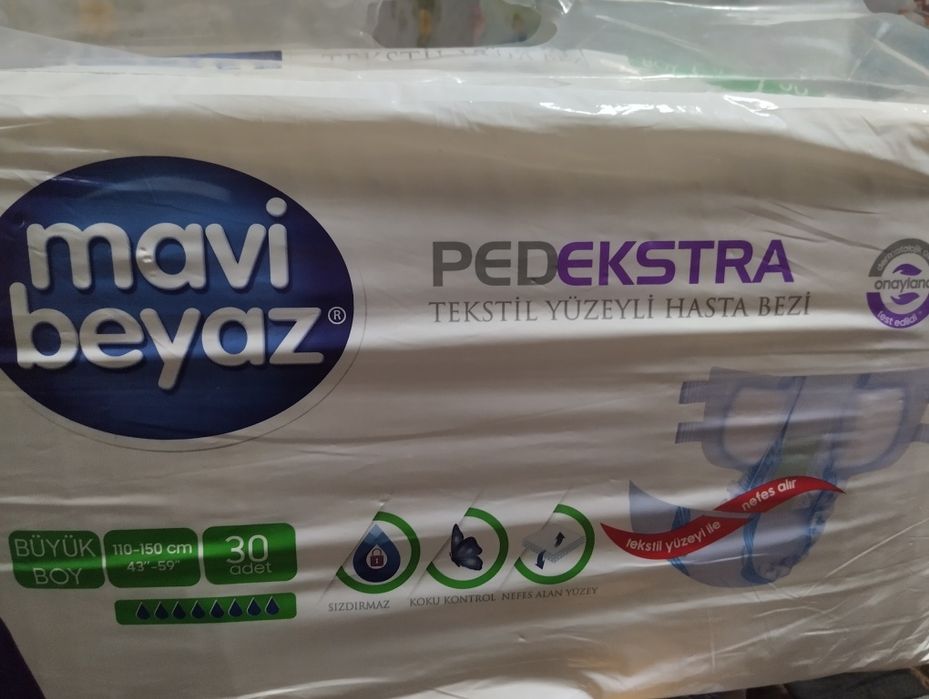 mavi
beyaz®
PEDEKSTRA
TEKSTİL YÜZEYLİ HASTA BEZİ
onayland
test edildi
nefes alır
tekstil yüzeyi ile
BÜYÜK
BOY
110-150 cm
43"-59"
30
adet
SIZDIRMAZ
KOKU KONTROL
NEFES ALAN YÜZEY